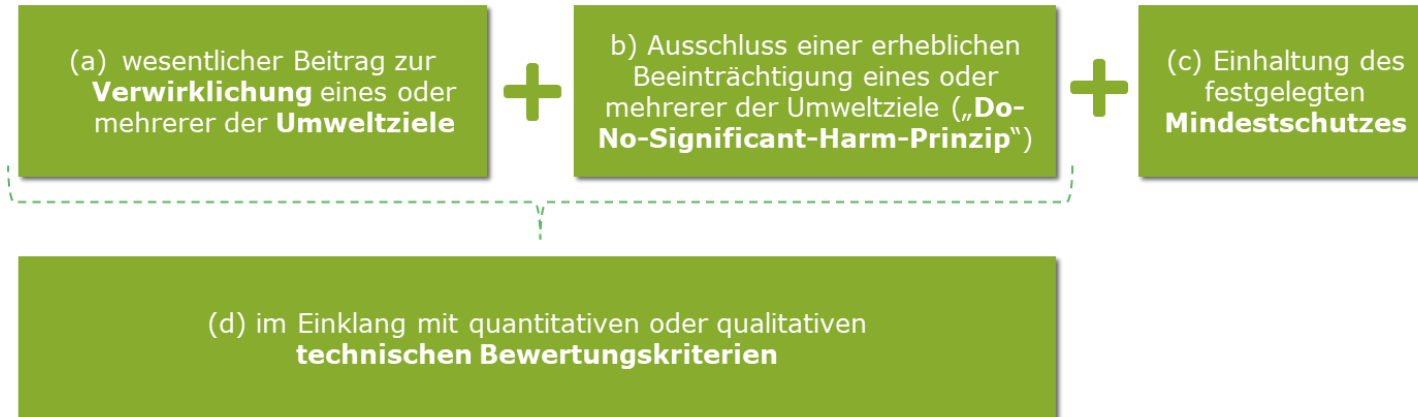 (a) wesentlicher Beitrag zur
Verwirklichung eines oder
mehrerer der Umweltziele
b) Ausschluss einer erheblichen
Beeinträchtigung eines oder
mehrerer der Umweltziele („Do-
No-Significant-Harm-Prinzip“)
(c) Einhaltung des
festgelegten
Mindestschutzes
(d) im Einklang mit quantitativen oder qualitativen
technischen Bewertungskriterien